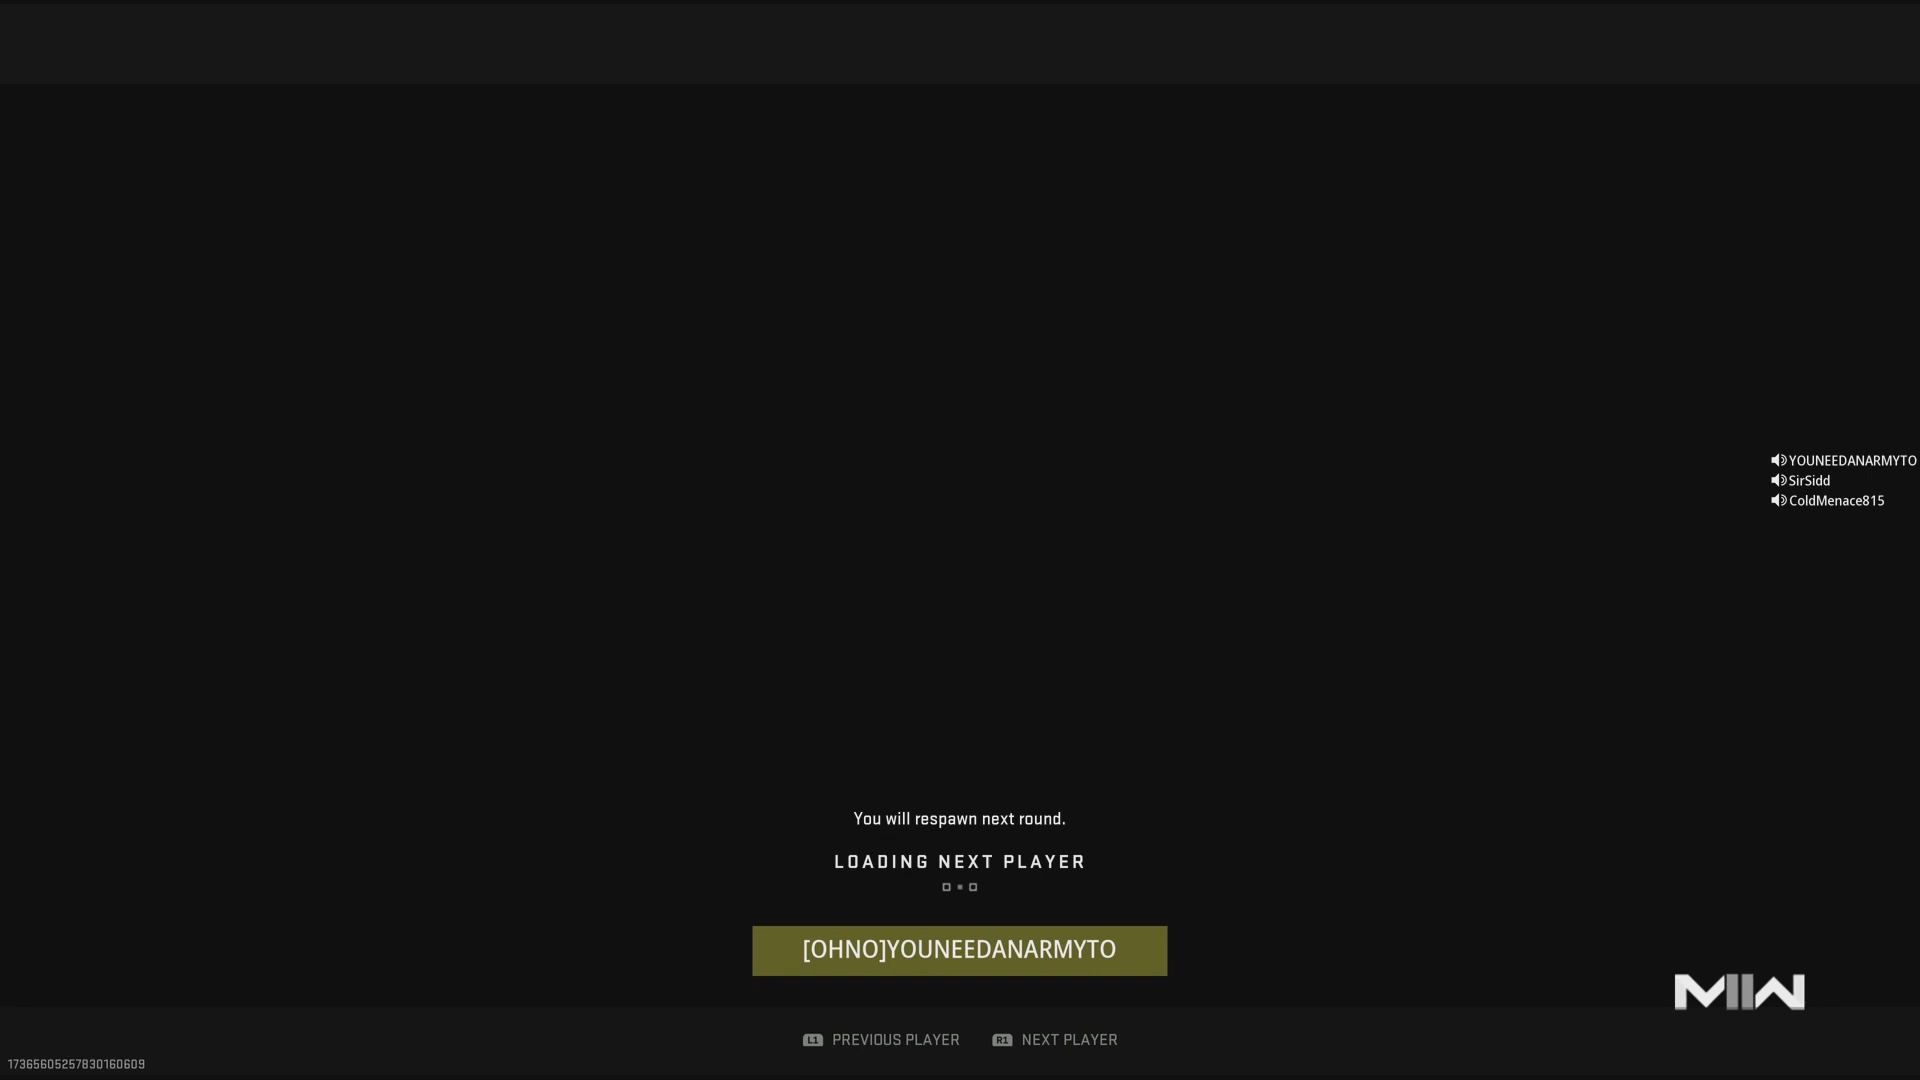 YOUNEEDANARMYTO
SirSidd
ColdMenace815
You will respawn next round.
LOADING NEXT PLAYER
[OHNO]YOUNEEDANARMYTO
MIIW
L1 PREVIOUS PLAYER R1 NEXT PLAYER
17365605257830160609